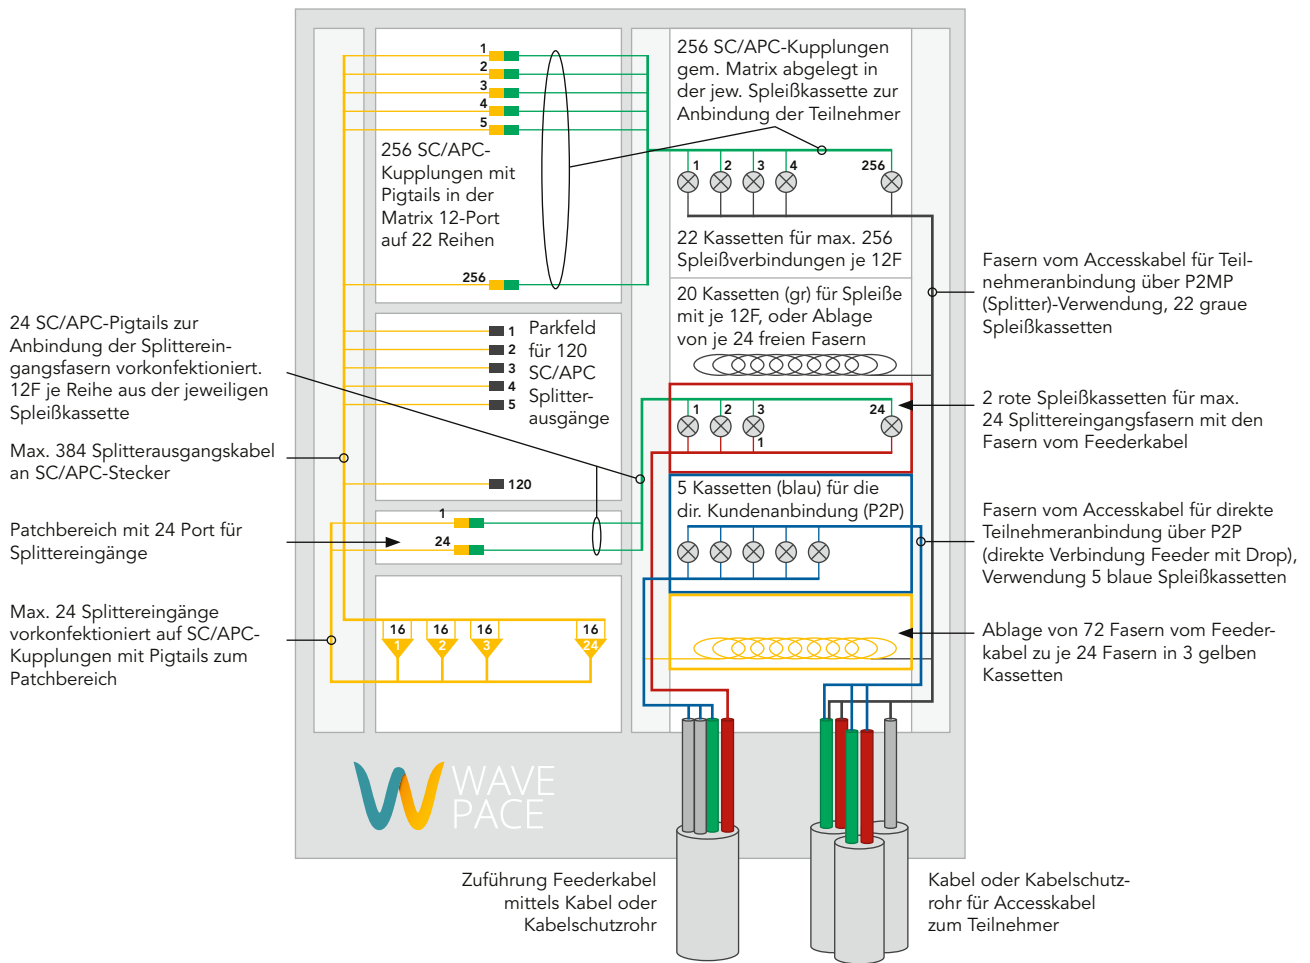 24 SC/APC-Pigtails zur
Anbindung der Splitterein-
gangsfasern vorkonfektioniert.
12F je Reihe aus der jeweiligen
Spleißkassette
Max. 384 Splitterausgangskabel
an SC/APC-Stecker
Patchbereich mit 24 Port für
Splittereingänge
Max. 24 Splittereingänge
vorkonfektioniert auf SC/APC-
Kupplungen mit Pigtails zum
Patchbereich
1
2
3
4
5
256 SC/APC-
Kupplungen mit
Pigtails in der
Matrix 12-Port
auf 22 Reihen
256
1
2
3
4
5
Parkfeld
für 120
SC/APC
Splitter-
ausgänge
120
1
24
16 16 16 16
1 2 3 24
256 SC/APC-Kupplungen
gem. Matrix abgelegt in
der jew. Spleißkassette zur
Anbindung der Teilnehmer
1 2 3 4 256
22 Kassetten für max. 256
Spleißverbindungen je 12F
20 Kassetten (gr) für Spleiße
mit je 12F, oder Ablage
von je 24 freien Fasern
1 2 3 24
1
5 Kassetten (blau) für die
dir. Kundenanbindung (P2P)
Fasern vom Accesskabel für Teil-
nehmeranbindung über P2MP
(Splitter)-Verwendung, 22 graue
Spleißkassetten
2 rote Spleißkassetten für max.
24 Splittereingangsfasern mit den
Fasern vom Feederkabel
Fasern vom Accesskabel für direkte
Teilnehmeranbindung über P2P
(direkte Verbindung Feeder mit Drop),
Verwendung 5 blaue Spleißkassetten
Ablage von 72 Fasern vom Feeder-
kabel zu je 24 Fasern in 3 gelben
Kassetten
WAVE
PACE
Zuführung Feederkabel
mittels Kabel oder
Kabelschutzrohr
Kabel oder Kabelschutz-
rohr für Accesskabel
zum Teilnehmer